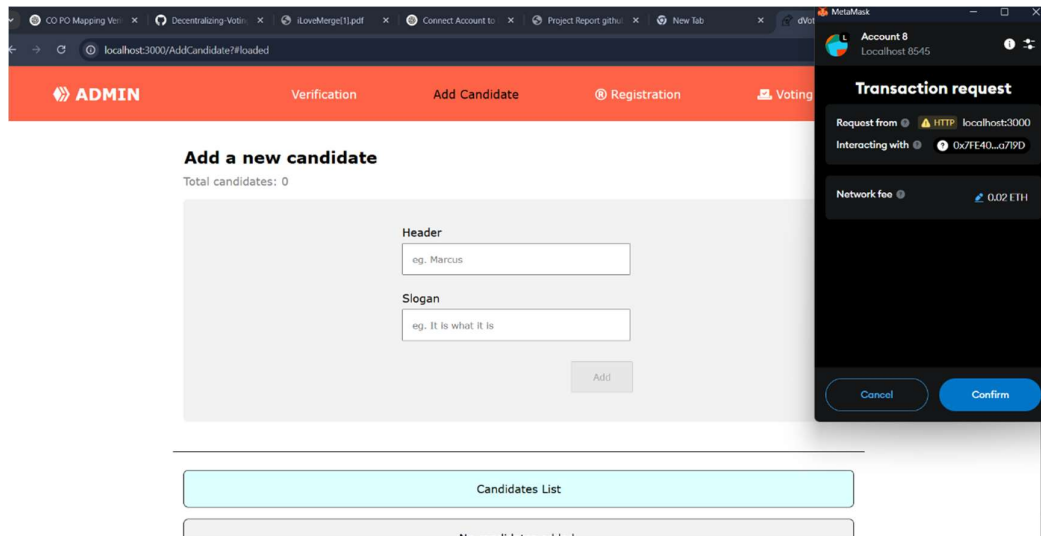 CO PO Mapping Ver
Decentralizing-Votin
iLoveMerge[1].pdf
Connect Account to
Project Report githu
New Tab
dVot
localhost:3000/AddCandidate?#loaded
ADMIN
Verification
Add Candidate
® Registration
Voting
Add a new candidate
Total candidates: 0
Header
eg. Marcus
Slogan
eg. It is what it is
Add
Candidates List
MetaMask
L
Account 8
Localhost 8545
Transaction request
Request from HTTP localhost:3000
Interacting with 0x7FE40...a719D
Network fee 0.02 ETH
Cancel
Confirm